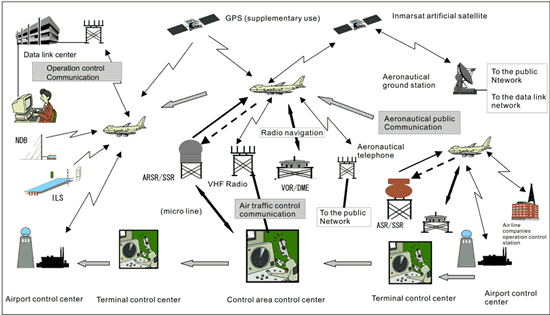 GPS (supplementary use)
Inmarsat artificial satellite
Data link center
Operation control
Communication
Aeronautical
ground station
To the public
Ntework
To the data link
network
NDB
Radio navigation
Aeronautical public
Communication
Aeronautical
telephone
ARSR/SSR
VHF Radio
VOR/DME
ILS
(micro line)
Air traffic control
communication
To the public
Network
ASR/SSR
Air line
companies
operation control
station
Airport control center
Terminal control center
Control area control center
Terminal control center
Airport control
center